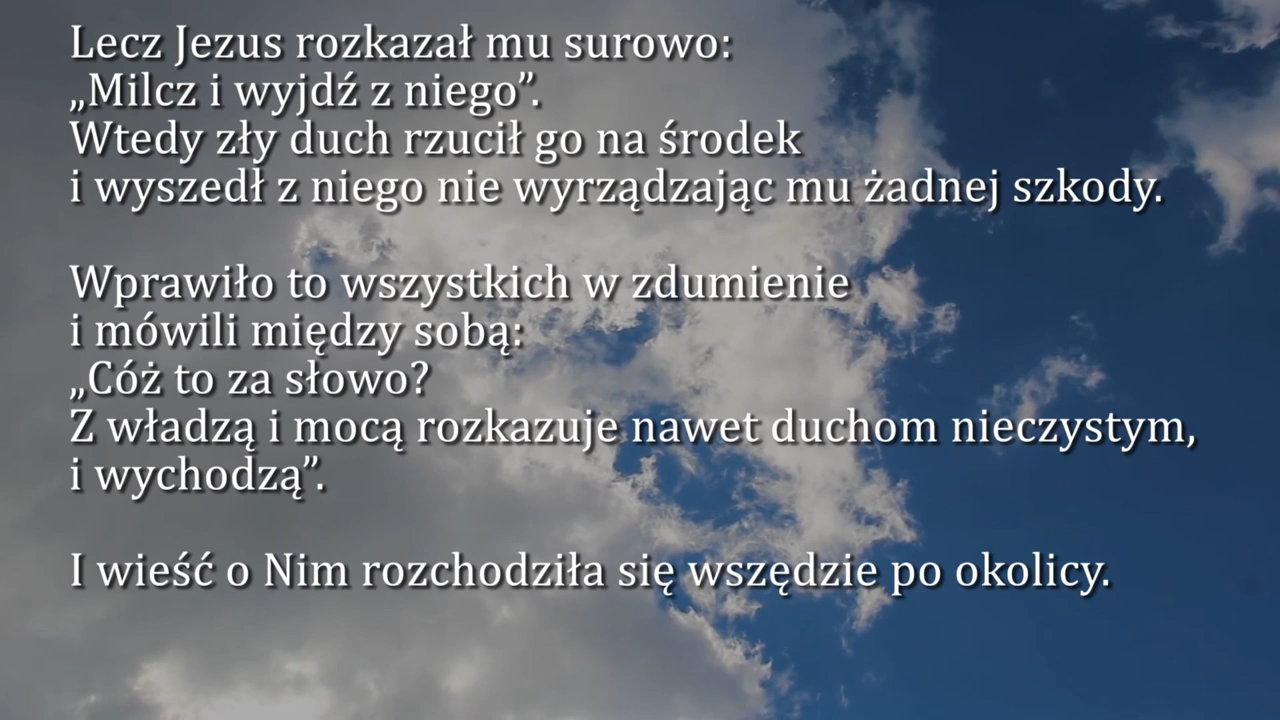 Lecz Jezus rozkazał mu surowo:
„Milcz i wyjdź z niego”.
Wtedy zły duch rzucił go na środek
i wyszedł z niego nie wyrządzając mu żadnej szkody.
Wprawiło to wszystkich w zdumienie
i mówili między sobą:
„Cóż to za słowo?
Z władzą i mocą rozkazuje nawet duchom nieczystym,
i wychodzą”.
I wieść o Nim rozchodziła się wszędzie po okolicy.